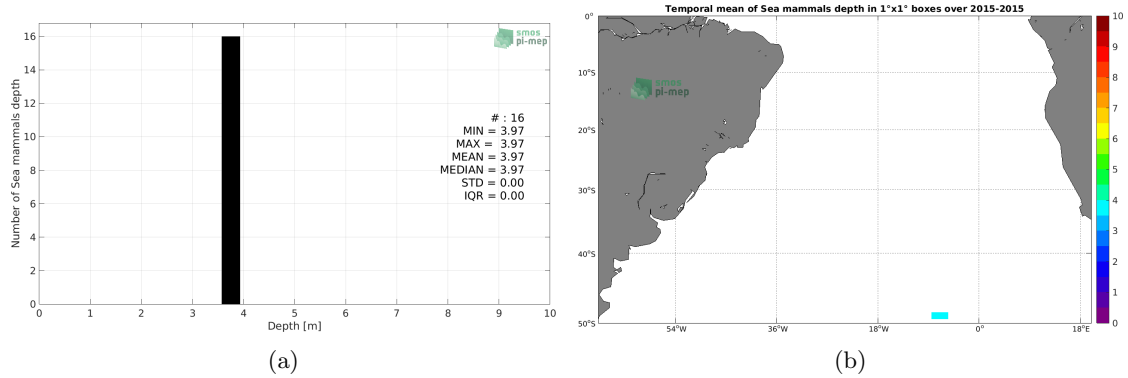 smos
pi-mep
Number of Sea mammals depth
16
14
12
10
8
6
4
2
0
# : 16
MIN = 3.97
MAX = 3.97
MEAN = 3.97
MEDIAN = 3.97
STD = 0.00
IQR = 0.00
0 1 2 3 4 5 6 7 8 9 10
Depth [m]
(a)
Temporal mean of Sea mammals depth in 1°x1° boxes over 2015-2015
smos
pi-mep
0°
10°S
20°S
30°S
40°S
50°S
54°W 36°W 18°W 0° 18°E
10
9
8
7
6
5
4
3
2
1
0
(b)